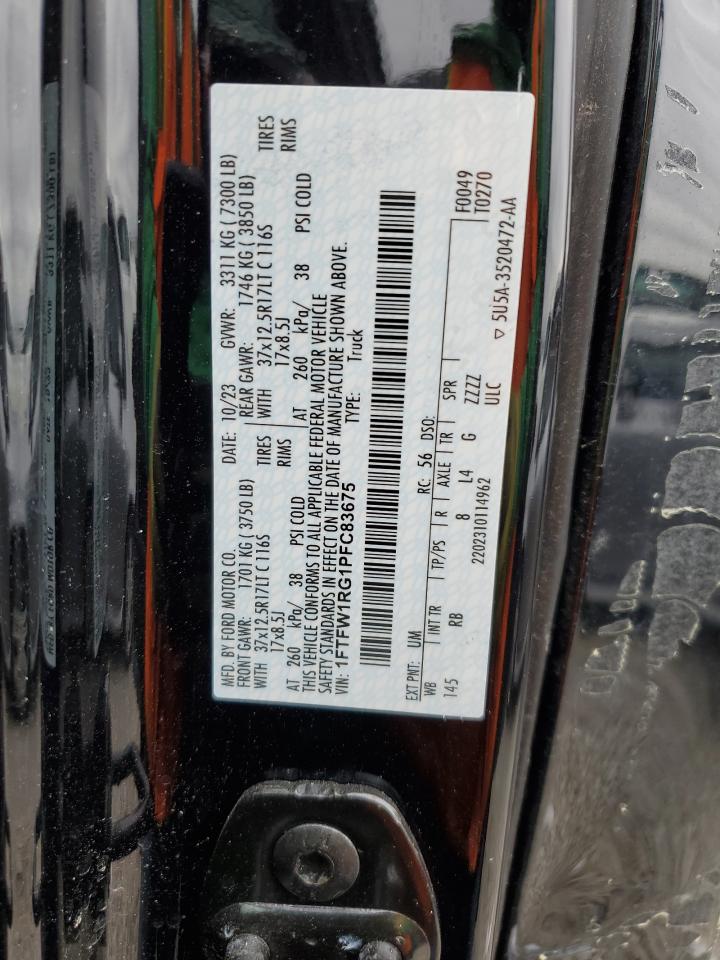 MFD. BY FORD MOTOR CO. DATE: 10/23 GVWR: 3311 KG ( 7300 LB)
FRONT GAWR: 1701 KG ( 3750 LB) REAR GAWR: 1746 KG ( 3850 LB)
WITH 37x12.5R17LT C 116S TIRES WITH 37x12.5R17LT C 116S TIRES
17x8.5J RIMS 17x8.5J RIMS
AT 260 kPa/ 38 PSI COLD AT 260 kPa/ 38 PSI COLD
THIS VEHICLE CONFORMS TO ALL APPLICABLE FEDERAL MOTOR VEHICLE
SAFETY STANDARDS IN EFFECT ON THE DATE OF MANUFACTURE SHOWN ABOVE.
VIN: 1FTFW1RG1PFC83675 TYPE: Truck
EXT PNT: UM RC: 56 DSO: F0049
WB INT TR TP/PS R AXLE TR SPR T0270
145 RB 8 L4 G ZZZZ
2202310114962 ULC ▽ 5U5A-3520472-AA